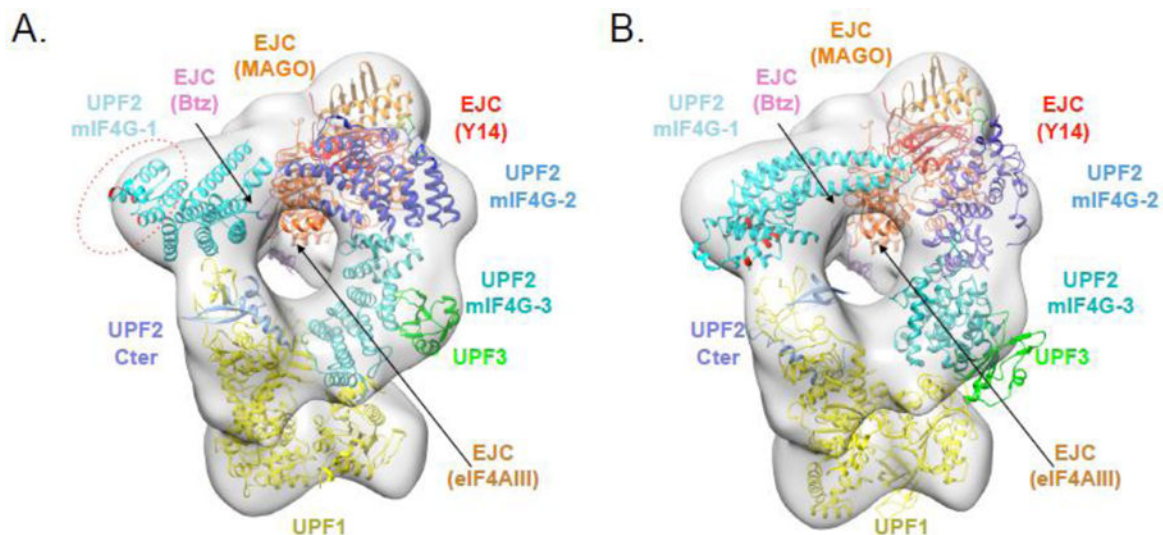 A.
EJC
(MAGO)
EJC
(Btz)
UPF2
mIF4G-1
EJC
(Y14)
UPF2
mIF4G-2
UPF2
mIF4G-3
UPF2
Cter
UPF3
EJC
(eIF4AIII)
UPF1
B.
EJC
(MAGO)
EJC
(Btz)
UPF2
mIF4G-1
EJC
(Y14)
UPF2
mIF4G-2
UPF2
mIF4G-3
UPF2
Cter
UPF3
EJC
(eIF4AIII)
UPF1